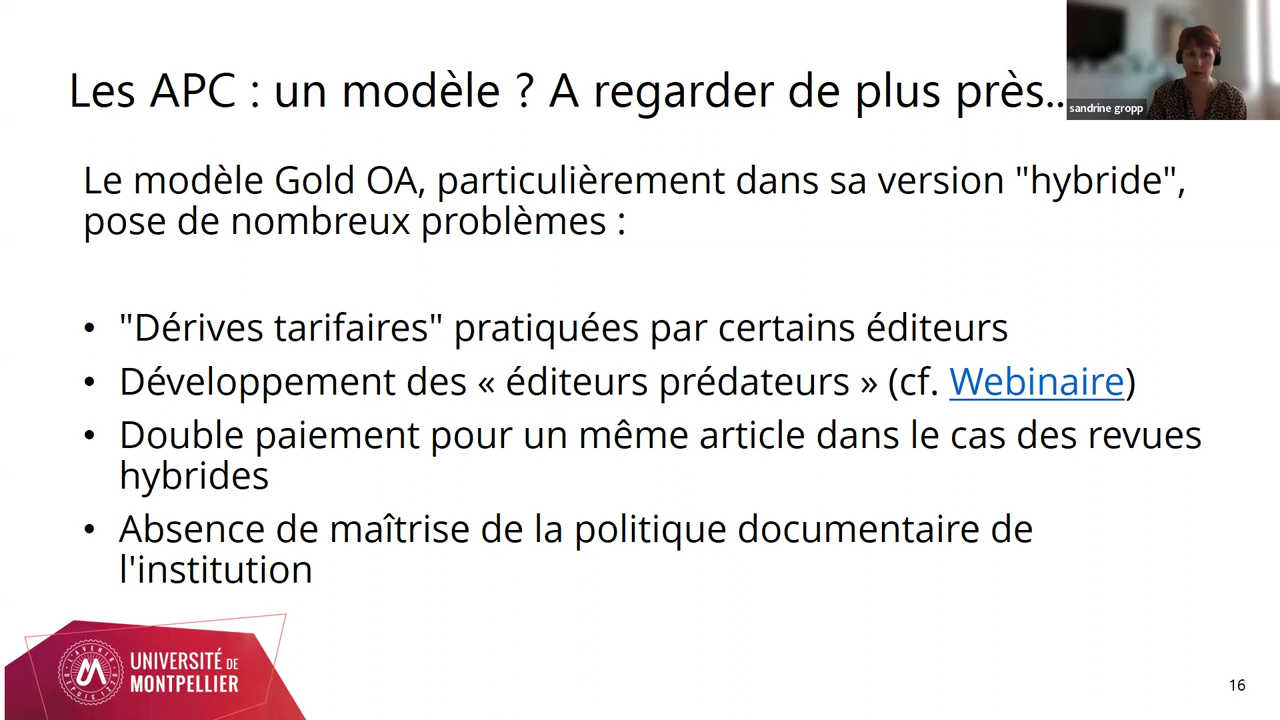 Les APC : un modèle ? A regarder de plus près..
sandrine gropp
Le modèle Gold OA, particulièrement dans sa version "hybride",
pose de nombreux problèmes :
• "Dérives tarifaires" pratiquées par certains éditeurs
• Développement des « éditeurs prédateurs » (cf. Webinaire)
• Double paiement pour un même article dans le cas des revues
hybrides
• Absence de maîtrise de la politique documentaire de
l'institution
L'AVENIR DEPUIS 1220
UNIVERSITÉ DE
MONTPELLIER
16